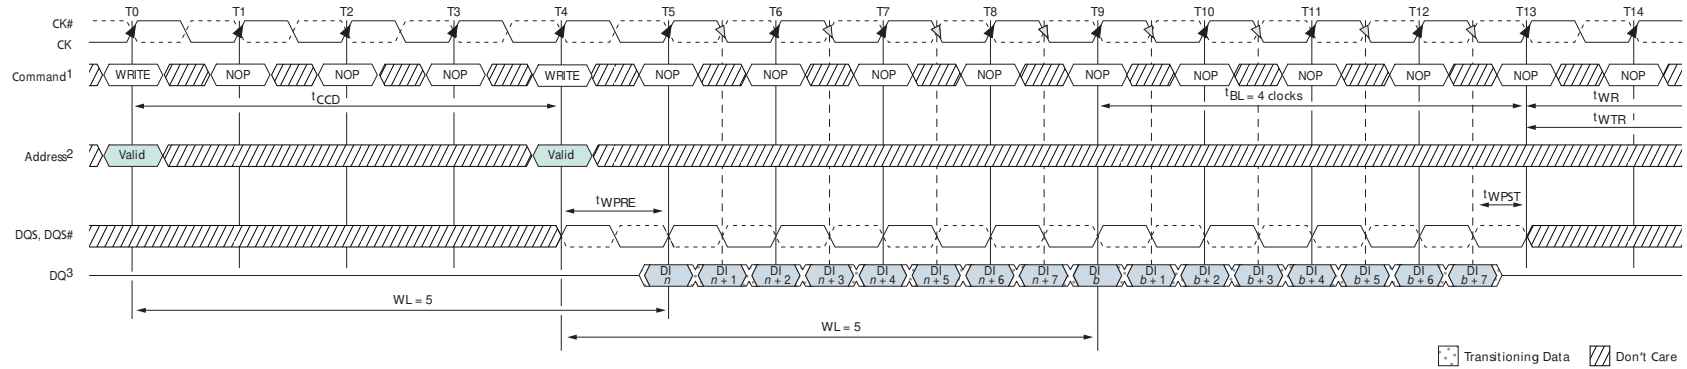 T0 T1 T2 T3 T4 T5 T6 T7 T8 T9 T10 T11 T12 T13 T14
CK#
CK
Command1 WRITE NOP NOP NOP WRITE NOP NOP NOP NOP NOP NOP NOP NOP NOP NOP
tCCD tBL = 4 clocks tWR
tWTR
Address2 Valid Valid
tWPRE tWPST
DQS, DQS#
DQ3 DI n DI n + 1 DI n + 2 DI n + 3 DI n + 4 DI n + 5 DI n + 6 DI n + 7 DI b DI b + 1 DI b + 2 DI b + 3 DI b + 4 DI b + 5 DI b + 6 DI b + 7
WL = 5
WL = 5
Transitioning Data Don't Care